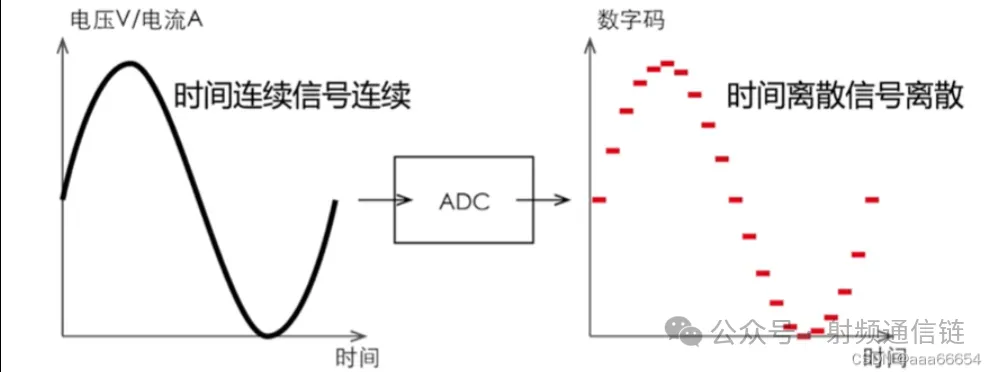 电压V/电流A
时间连续信号连续
时间
ADC
数字码
时间离散信号离散
时间
公众号 · 射频通信链
CSDN @aaa66654